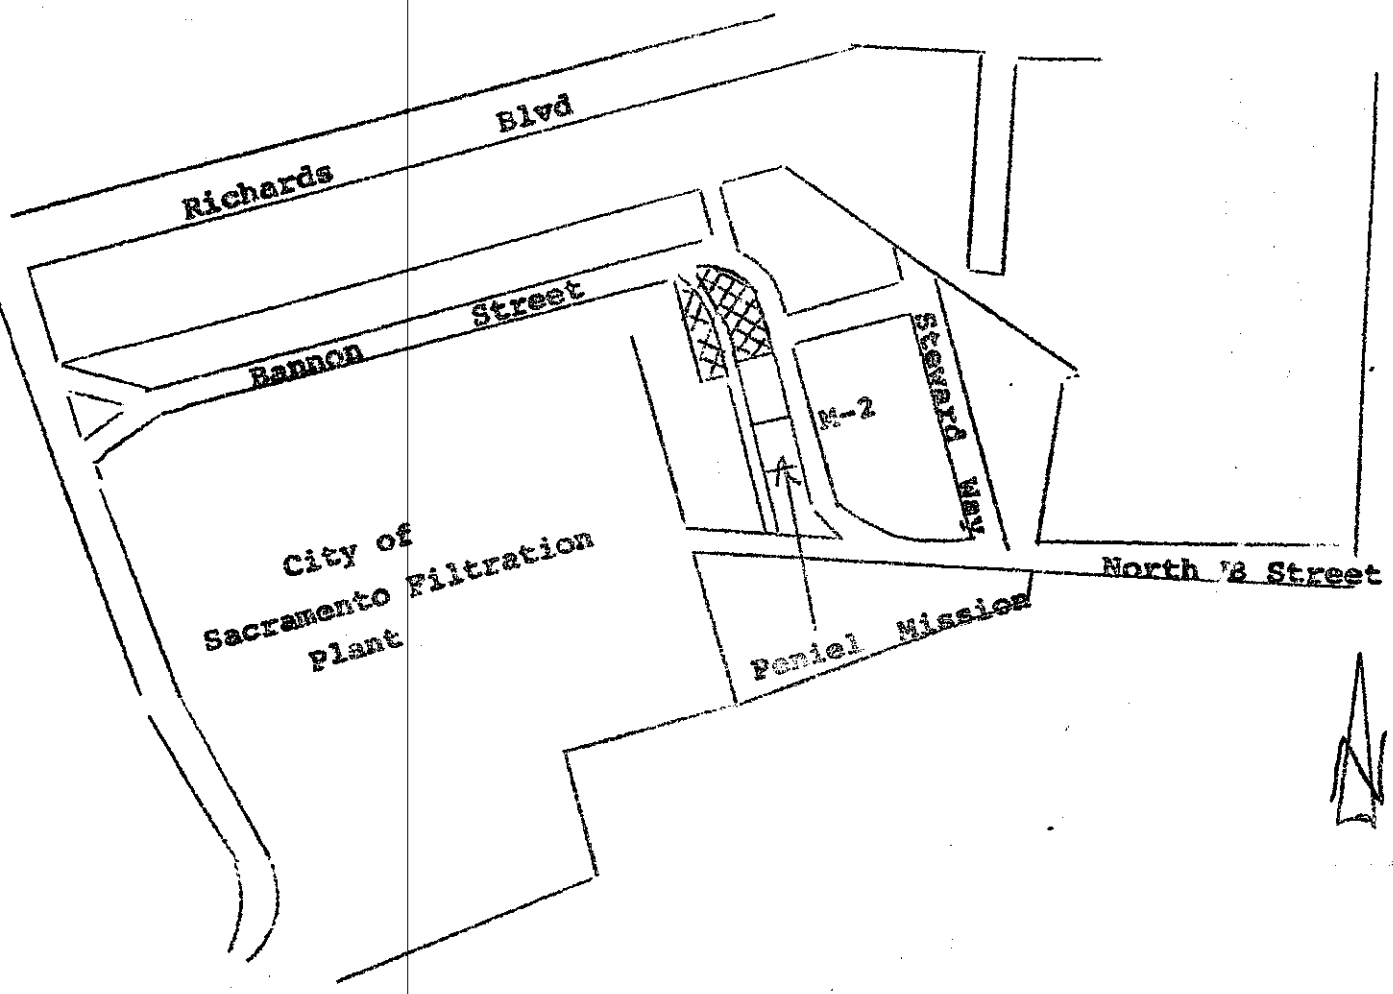 Richards Blvd
Bannon Street
Steward Way
M-2
City of
Sacramento Filtration
Plant
North B Street
Peniel Mission
N